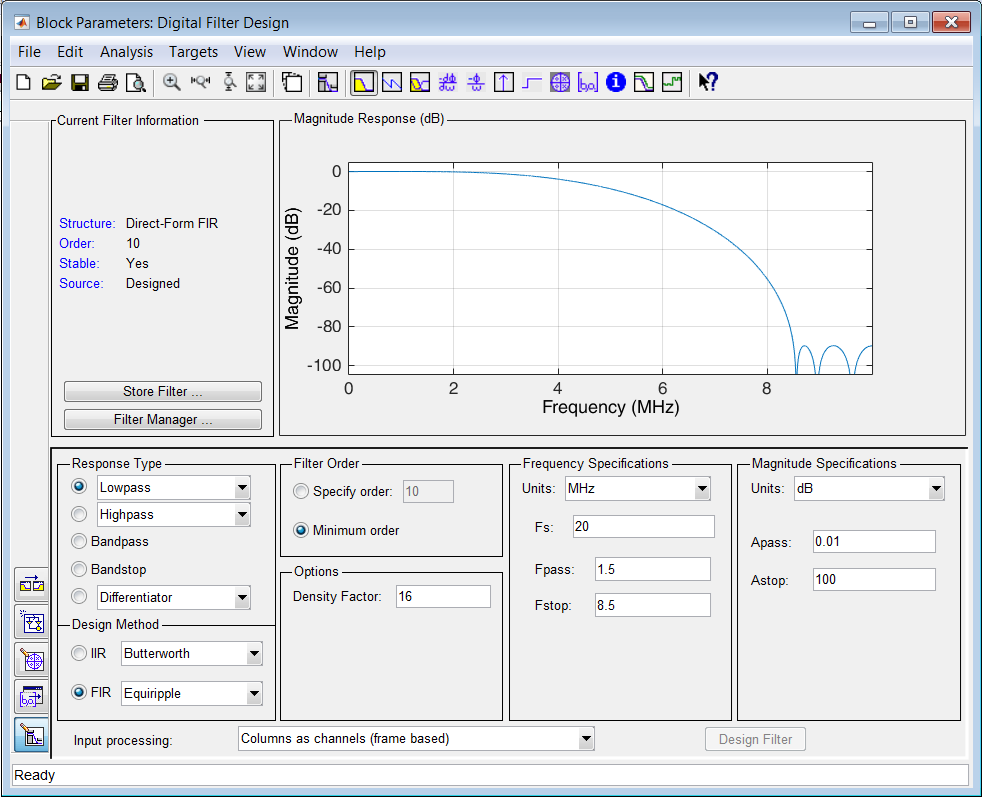 Block Parameters: Digital Filter Design
File Edit Analysis Targets View Window Help
Current Filter Information
Structure: Direct-Form FIR
Order: 10
Stable: Yes
Source: Designed
Store Filter ...
Filter Manager ...
Magnitude Response (dB)
0
-20
-40
-60
-80
-100
Magnitude (dB)
0 2 4 6 8
Frequency (MHz)
Response Type
Lowpass
Highpass
Bandpass
Bandstop
Differentiator
Design Method
IIR Butterworth
FIR Equiripple
Filter Order
Specify order: 10
Minimum order
Options
Density Factor: 16
Frequency Specifications
Units: MHz
Fs: 20
Fpass: 1.5
Fstop: 8.5
Magnitude Specifications
Units: dB
Apass: 0.01
Astop: 100
Input processing: Columns as channels (frame based)
Design Filter
Ready